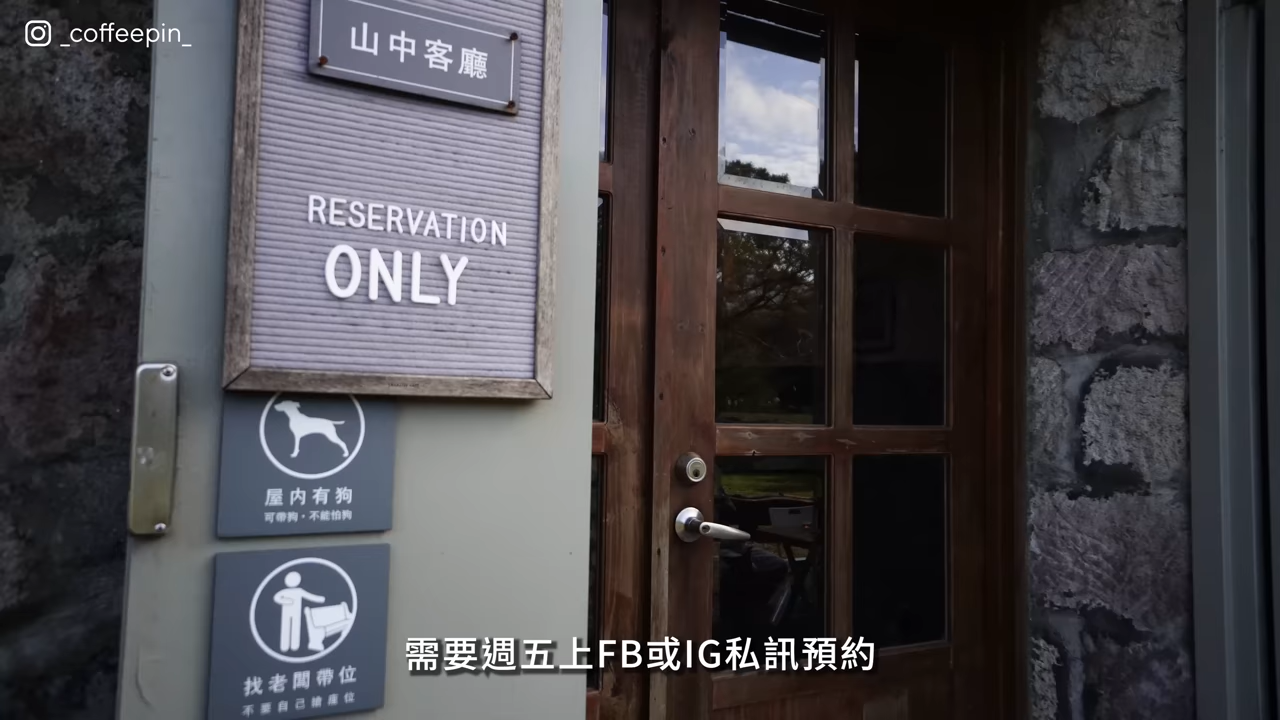 _coffeepin_
山中客廳
RESERVATION
ONLY
屋内有狗
可帶狗・不能怕狗
找老闆帶位
不要自己搶座位
需要週五上FB或IG私訊預約